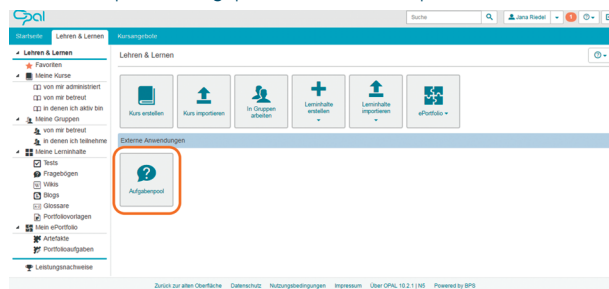 Opal
Suche
Jana Riedel
1
Startseite
Lehren & Lernen
Kursangebote
Lehren & Lernen
Favoriten
Meine Kurse
von mir administriert
von mir betreut
in denen ich aktiv bin
Meine Gruppen
von mir betreut
in denen ich teilnehme
Meine Lerninhalte
Tests
Fragebögen
Wikis
Blogs
Glossare
Portfoliovorlagen
Mein ePortfolio
Artefakte
Portfolioaufgaben
Leistungsnachweise
Lehren & Lernen
Kurs erstellen
Kurs importieren
In Gruppen
arbeiten
Lerninhalte
erstellen
Lerninhalte
importieren
ePortfolio
Externe Anwendungen
Aufgabenpool
Zurück zur alten Oberfläche Datenschutz Nutzungsbedingungen Impressum Über OPAL 10.2.1 | N5 Powered by BPS